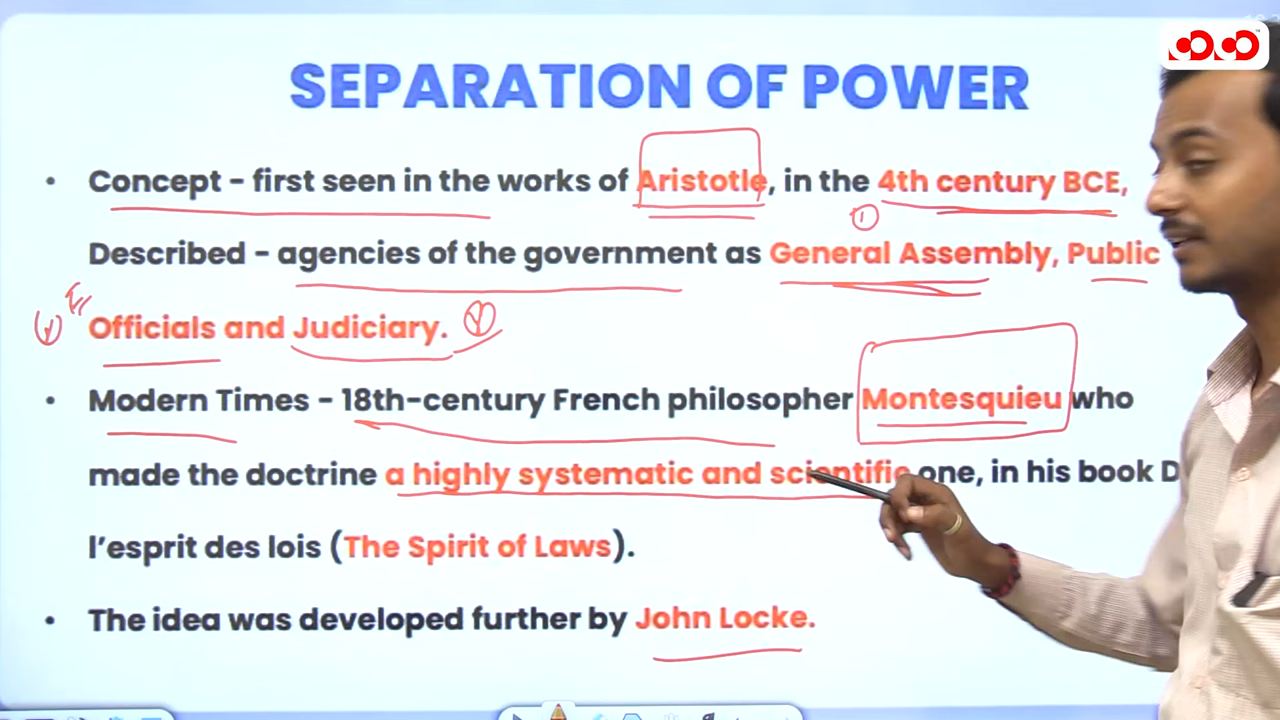 SEPARATION OF POWER
• Concept – first seen in the works of Aristotle, in the 4th century BCE,
Described – agencies of the government as General Assembly, Public
Officials and Judiciary.
• Modern Times – 18th-century French philosopher Montesquieu who
made the doctrine a highly systematic and scientific one, in his book D
l’esprit des lois (The Spirit of Laws).
• The idea was developed further by John Locke.